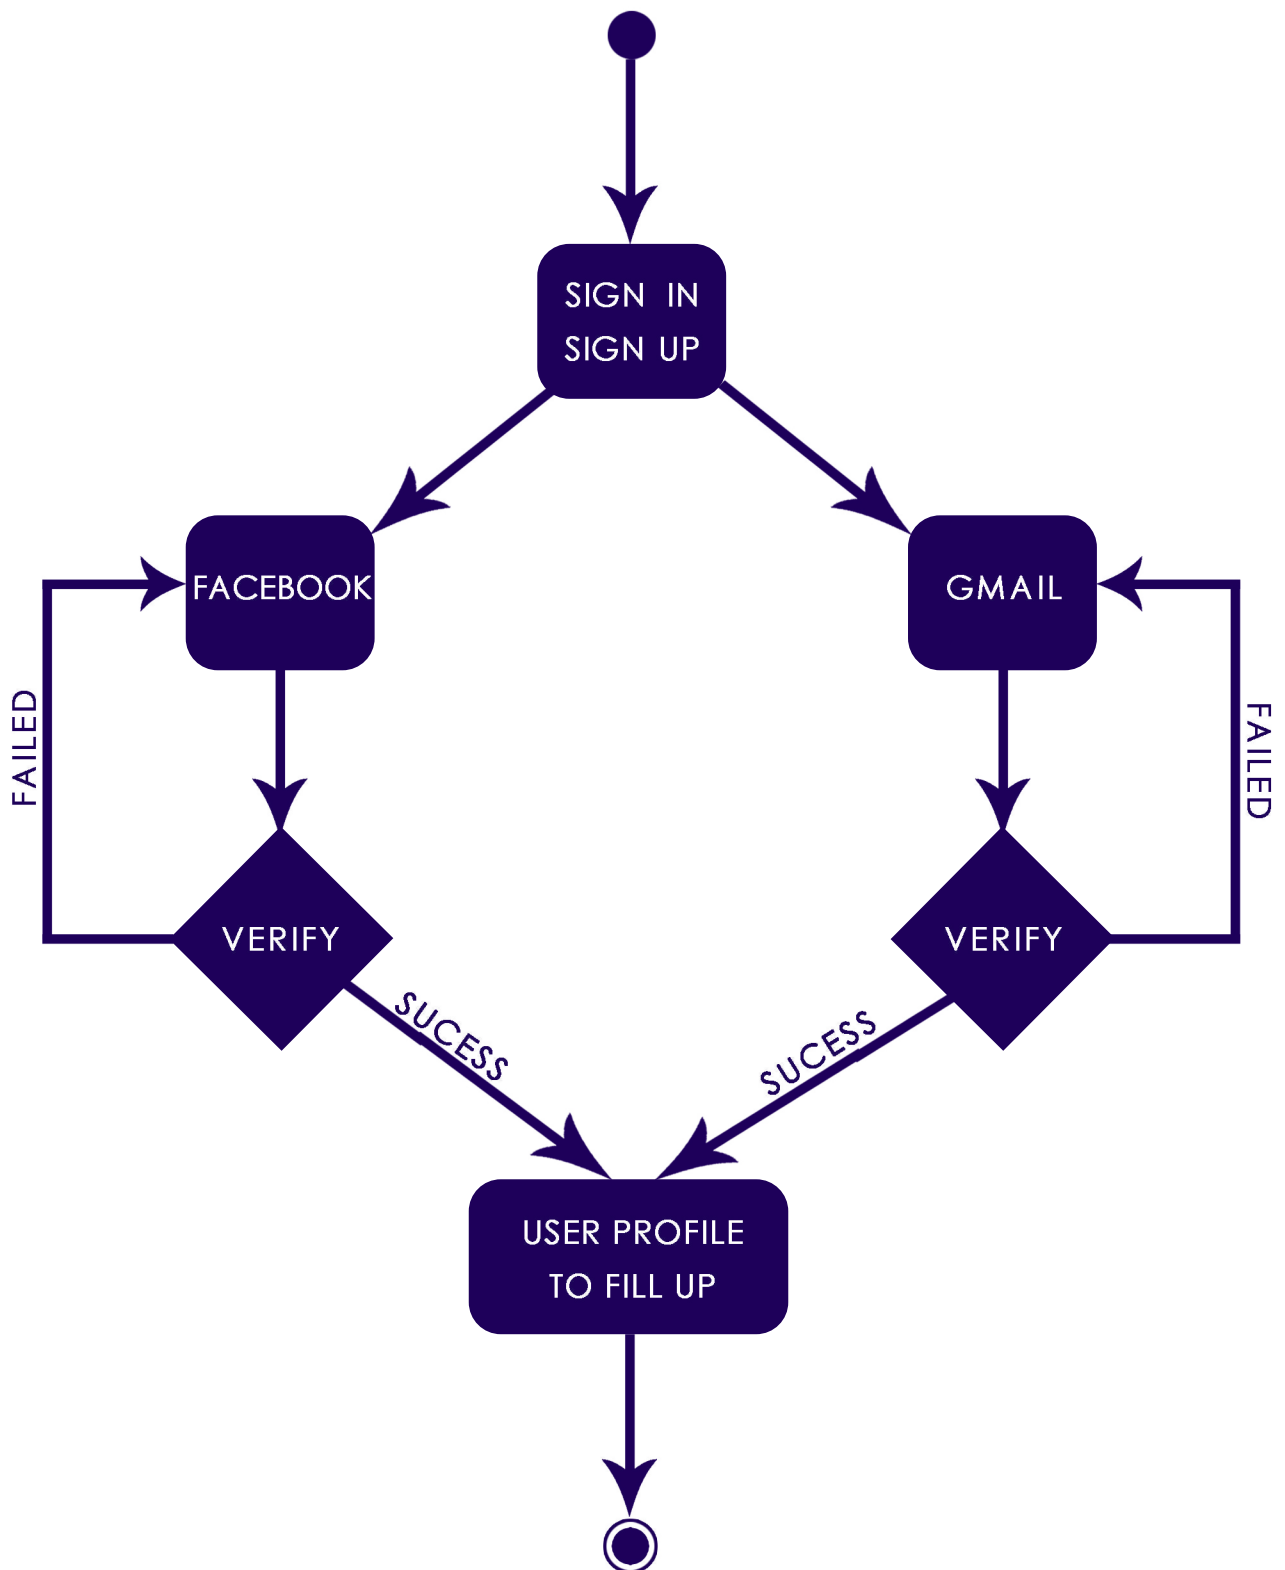 SIGN IN
SIGN UP
FACEBOOK
GMAIL
FAILED
FAILED
VERIFY
VERIFY
SUCESS
SUCESS
USER PROFILE
TO FILL UP